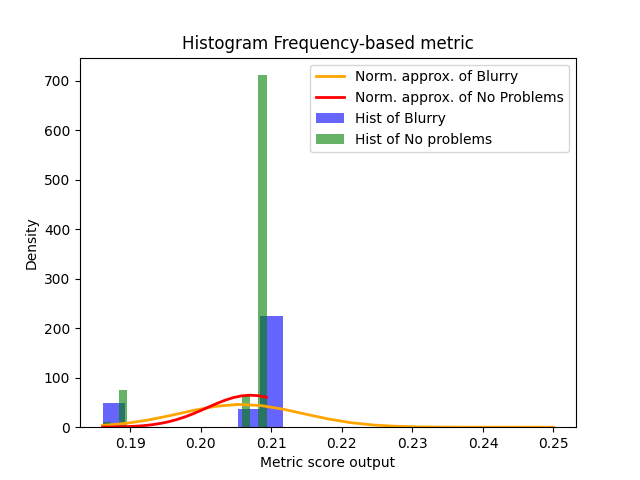 Histogram Frequency-based metric
Norm. approx. of Blurry
Norm. approx. of No Problems
Hist of Blurry
Hist of No problems
700
600
500
400
300
200
100
0
Density
0.19 0.20 0.21 0.22 0.23 0.24 0.25
Metric score output